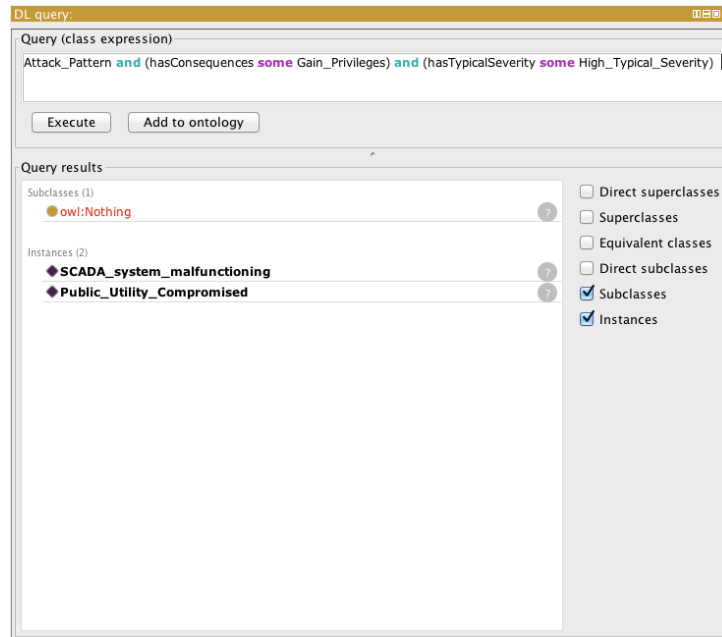 DL query:
Query (class expression)
Attack_Pattern and (hasConsequences some Gain_Privileges) and (hasTypicalSeverity some High_Typical_Severity)
Execute
Add to ontology
Query results
Subclasses (1)
owl:Nothing
?
Instances (2)
SCADA_system_malfunctioning
?
Public_Utility_Compromised
?
Direct superclasses
Superclasses
Equivalent classes
Direct subclasses
Subclasses
Instances